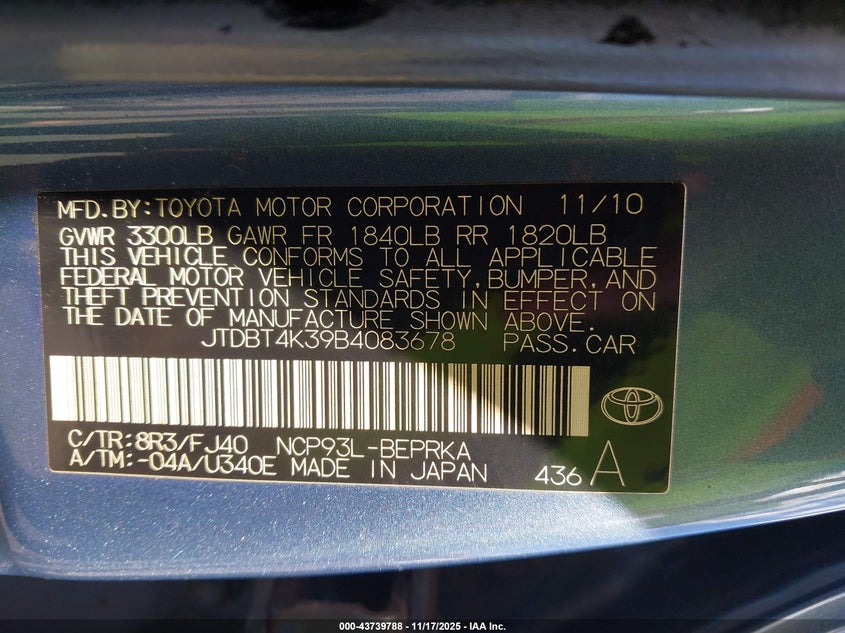 MFD. BY: TOYOTA MOTOR CORPORATION 11/10
GVWR 3300LB GAWR FR 1840LB RR 1820LB
THIS VEHICLE CONFORMS TO ALL APPLICABLE
FEDERAL MOTOR VEHICLE SAFETY, BUMPER, AND
THEFT PREVENTION STANDARDS IN EFFECT ON
THE DATE OF MANUFACTURE SHOWN ABOVE.
JTDBT4K39B4083678 PASS. CAR
C/TR: 8R3/FJ40 NCP93L-BEPRKA
A/TM: -04A/U340E MADE IN JAPAN 436 A
000-43739788 - 11/17/2025 - IAA Inc.